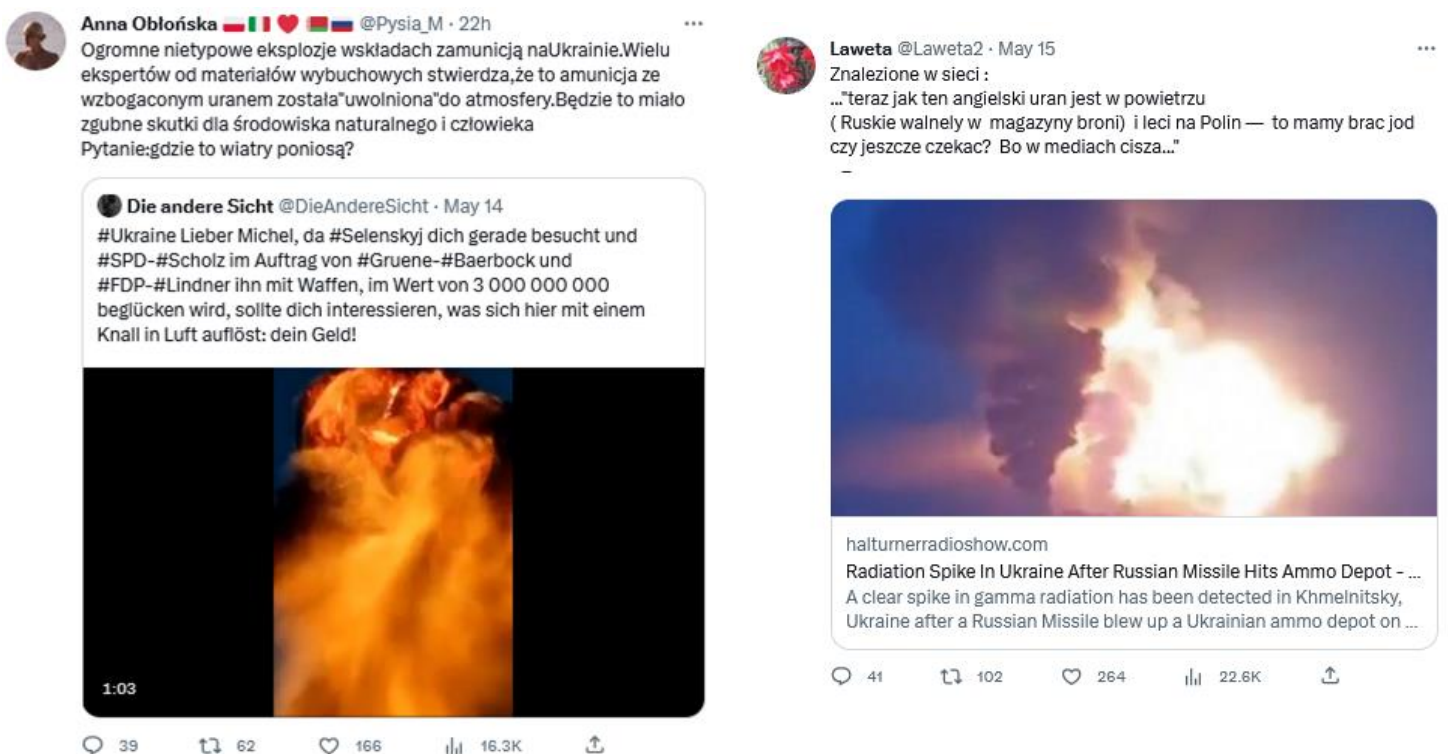 Anna Obłońska 🇵🇱🇮🇹❤️🇧🇾🇷🇺 @Pysia_M · 22h
Ogromne nietypowe eksplozje wskładach zamunicją naUkrainie.Wielu
ekspertów od materiałów wybuchowych stwierdza,że to amunicja ze
wzbogaconym uranem została"uwolniona"do atmosfery.Będzie to miało
zgubne skutki dla środowiska naturalnego i człowieka
Pytanie:gdzie to wiatry poniosą?
Die andere Sicht @DieAndereSicht · May 14
#Ukraine Lieber Michel, da #Selenskyj dich gerade besucht und
#SPD-#Scholz im Auftrag von #Gruene-#Baerbock und
#FDP-#Lindner ihn mit Waffen, im Wert von 3 000 000 000
beglücken wird, sollte dich interessieren, was sich hier mit einem
Knall in Luft auflöst: dein Geld!
1:03
39 62 166 16.3K
Laweta @Laweta2 · May 15
Znalezione w sieci :
..."teraz jak ten angielski uran jest w powietrzu
( Ruskie walnely w magazyny broni) i leci na Polin — to mamy brac jod
czy jeszcze czekac? Bo w mediach cisza..."
–
halturnerradioshow.com
Radiation Spike In Ukraine After Russian Missile Hits Ammo Depot - ...
A clear spike in gamma radiation has been detected in Khmelnitsky,
Ukraine after a Russian Missile blew up a Ukrainian ammo depot on ...
41 102 264 22.6K